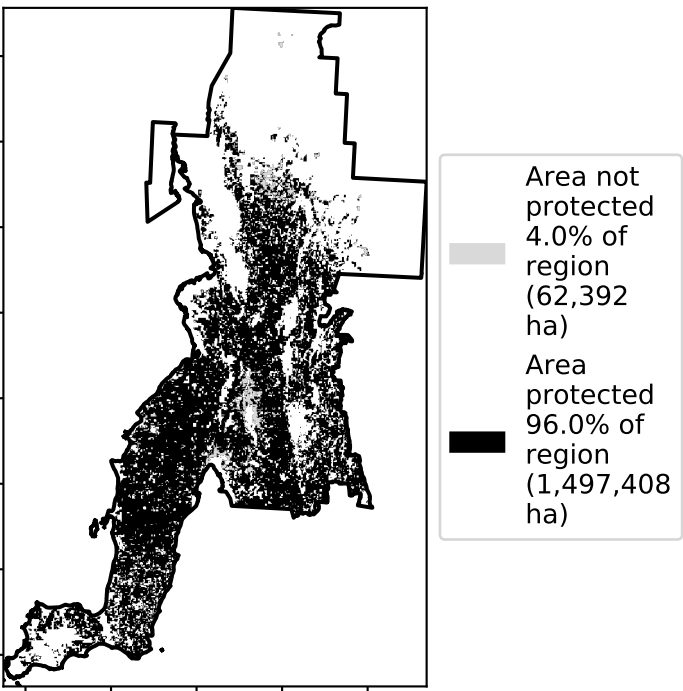 Area not
protected
4.0% of
region
(62,392
ha)
Area
protected
96.0% of
region
(1,497,408
ha)